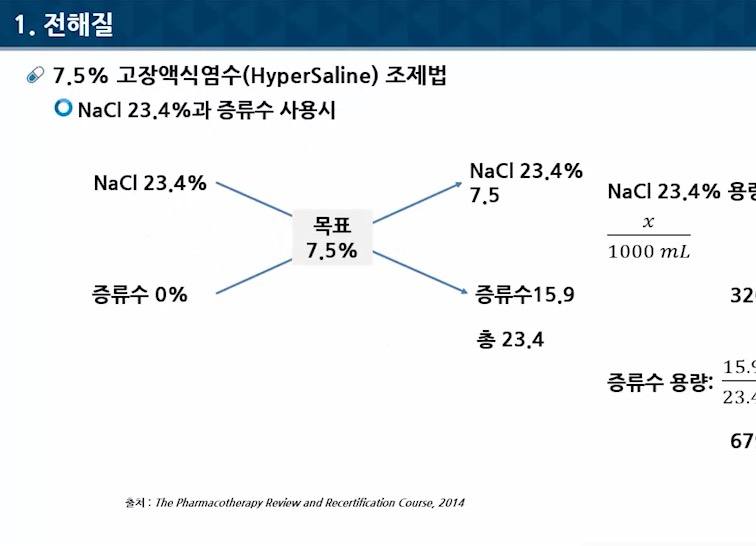 1. 전해질
7.5% 고장액식염수(HyperSaline) 조제법
NaCl 23.4%과 증류수 사용시
NaCl 23.4%
증류수 0%
목표
7.5%
NaCl 23.4%
7.5
증류수15.9
총 23.4
NaCl 23.4%
x
1000 mL
32
증류수 용량:
15.9
23.4
67
출처 : The Pharmacotherapy Review and Recertification Course, 2014